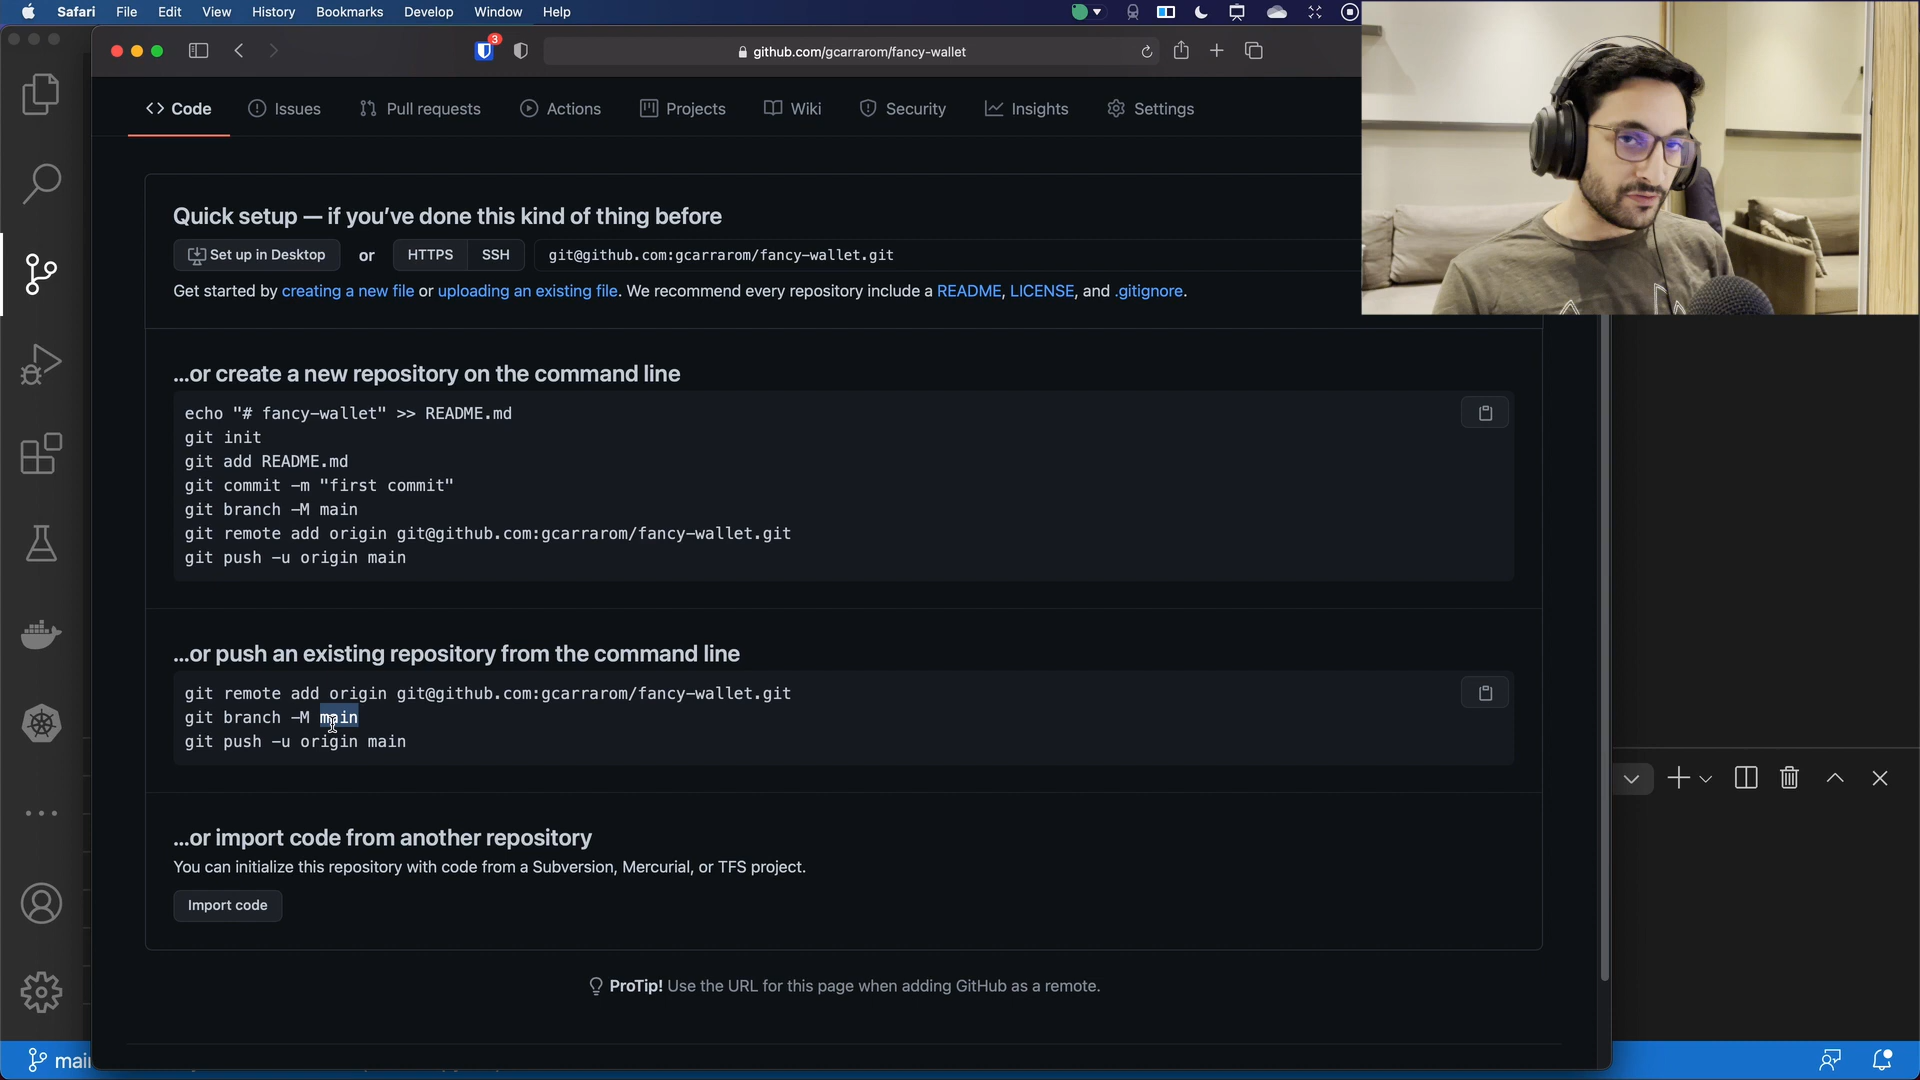 Safari File Edit View History Bookmarks Develop Window Help
3
github.com/gcarrarom/fancy-wallet
Code Issues Pull requests Actions Projects Wiki Security Insights Settings
Quick setup — if you've done this kind of thing before
Set up in Desktop or HTTPS SSH git@github.com:gcarrarom/fancy-wallet.git
Get started by creating a new file or uploading an existing file. We recommend every repository include a README, LICENSE, and .gitignore.
...or create a new repository on the command line
echo "# fancy-wallet" >> README.md
git init
git add README.md
git commit -m "first commit"
git branch -M main
git remote add origin git@github.com:gcarrarom/fancy-wallet.git
git push -u origin main
...or push an existing repository from the command line
git remote add origin git@github.com:gcarrarom/fancy-wallet.git
git branch -M main
git push -u origin main
...or import code from another repository
You can initialize this repository with code from a Subversion, Mercurial, or TFS project.
Import code
ProTip! Use the URL for this page when adding GitHub as a remote.